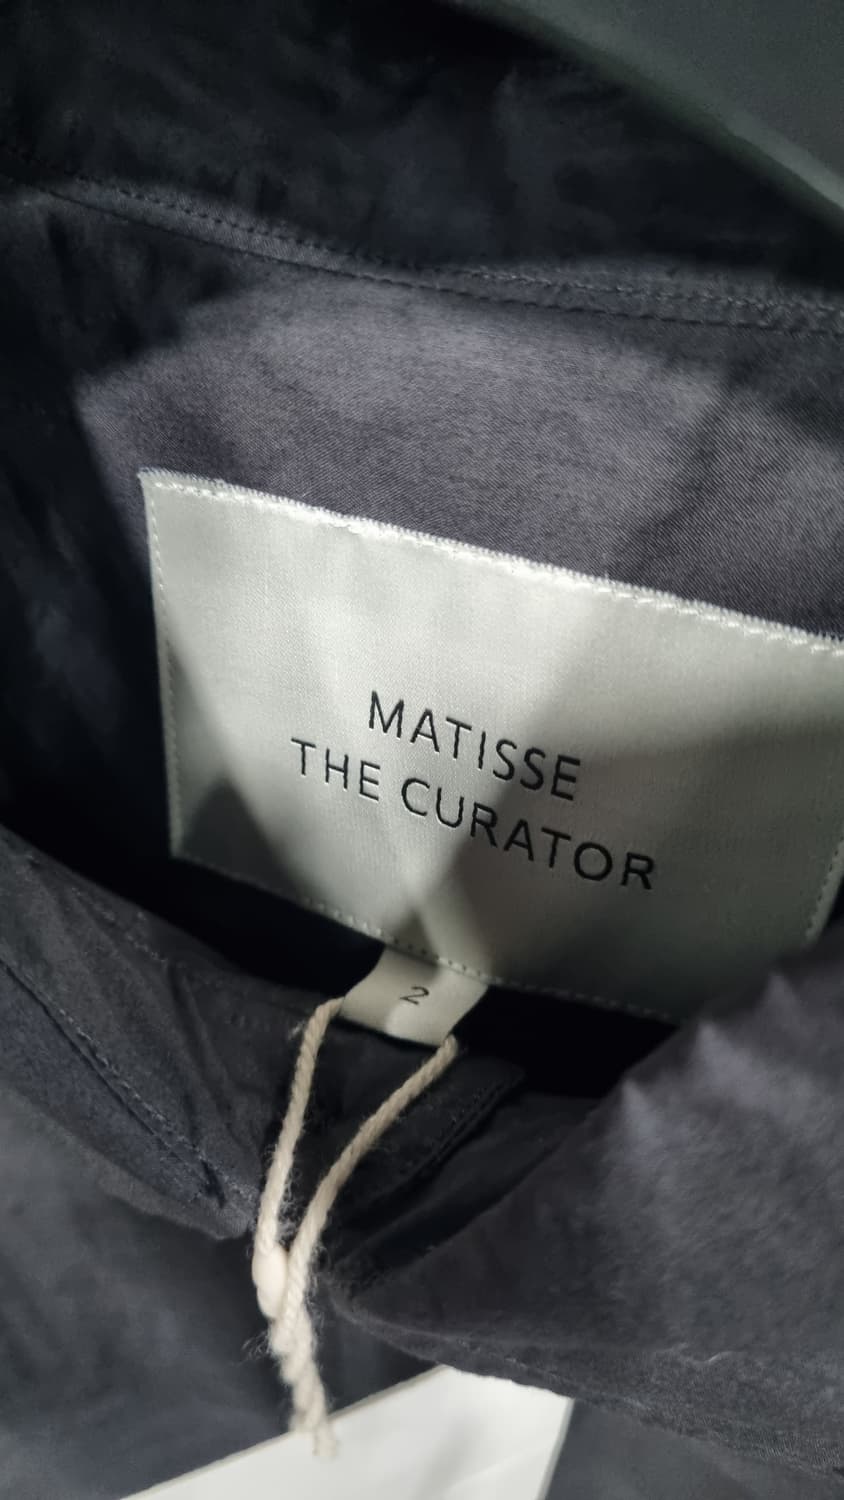 MATISSE
THE CURATOR
2